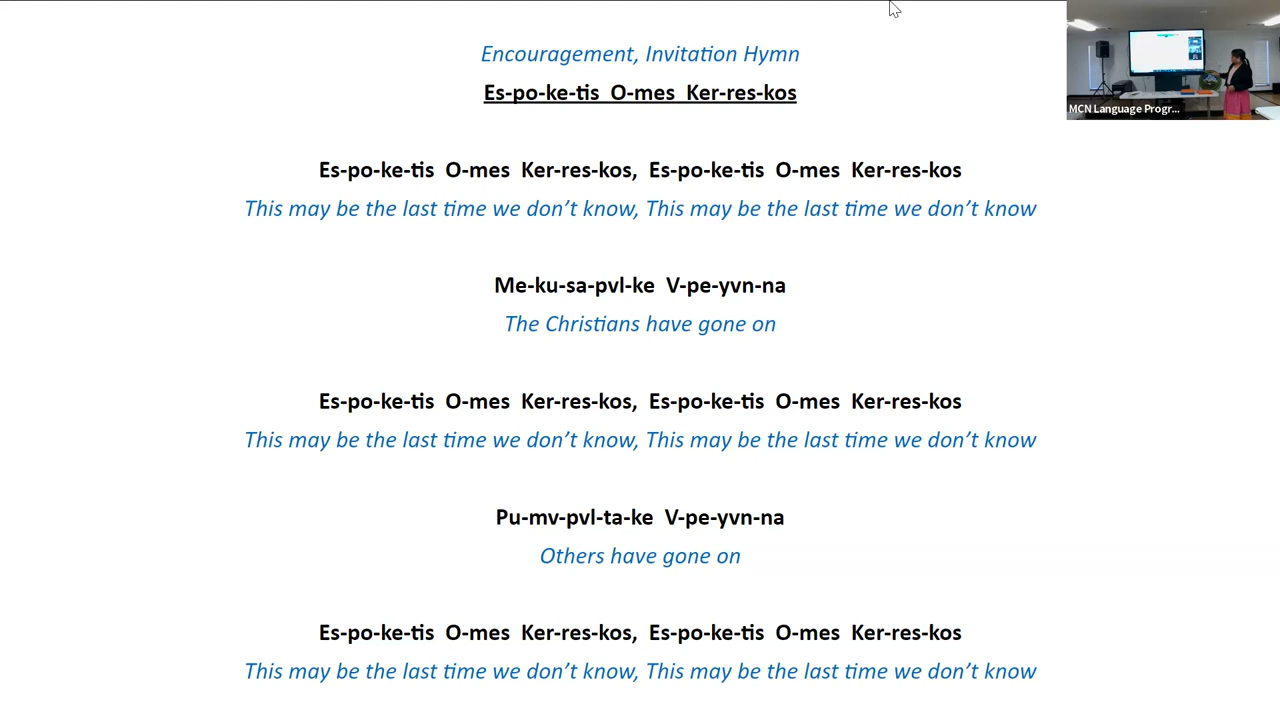 Encouragement, Invitation Hymn
Es-po-ke-tis O-mes Ker-res-kos
Es-po-ke-tis O-mes Ker-res-kos, Es-po-ke-tis O-mes Ker-res-kos
This may be the last time we don’t know, This may be the last time we don’t know
Me-ku-sa-pvl-ke V-pe-yvn-na
The Christians have gone on
Es-po-ke-tis O-mes Ker-res-kos, Es-po-ke-tis O-mes Ker-res-kos
This may be the last time we don’t know, This may be the last time we don’t know
Pu-mv-pvl-ta-ke V-pe-yvn-na
Others have gone on
Es-po-ke-tis O-mes Ker-res-kos, Es-po-ke-tis O-mes Ker-res-kos
This may be the last time we don’t know, This may be the last time we don’t know
MCN Language Progr...